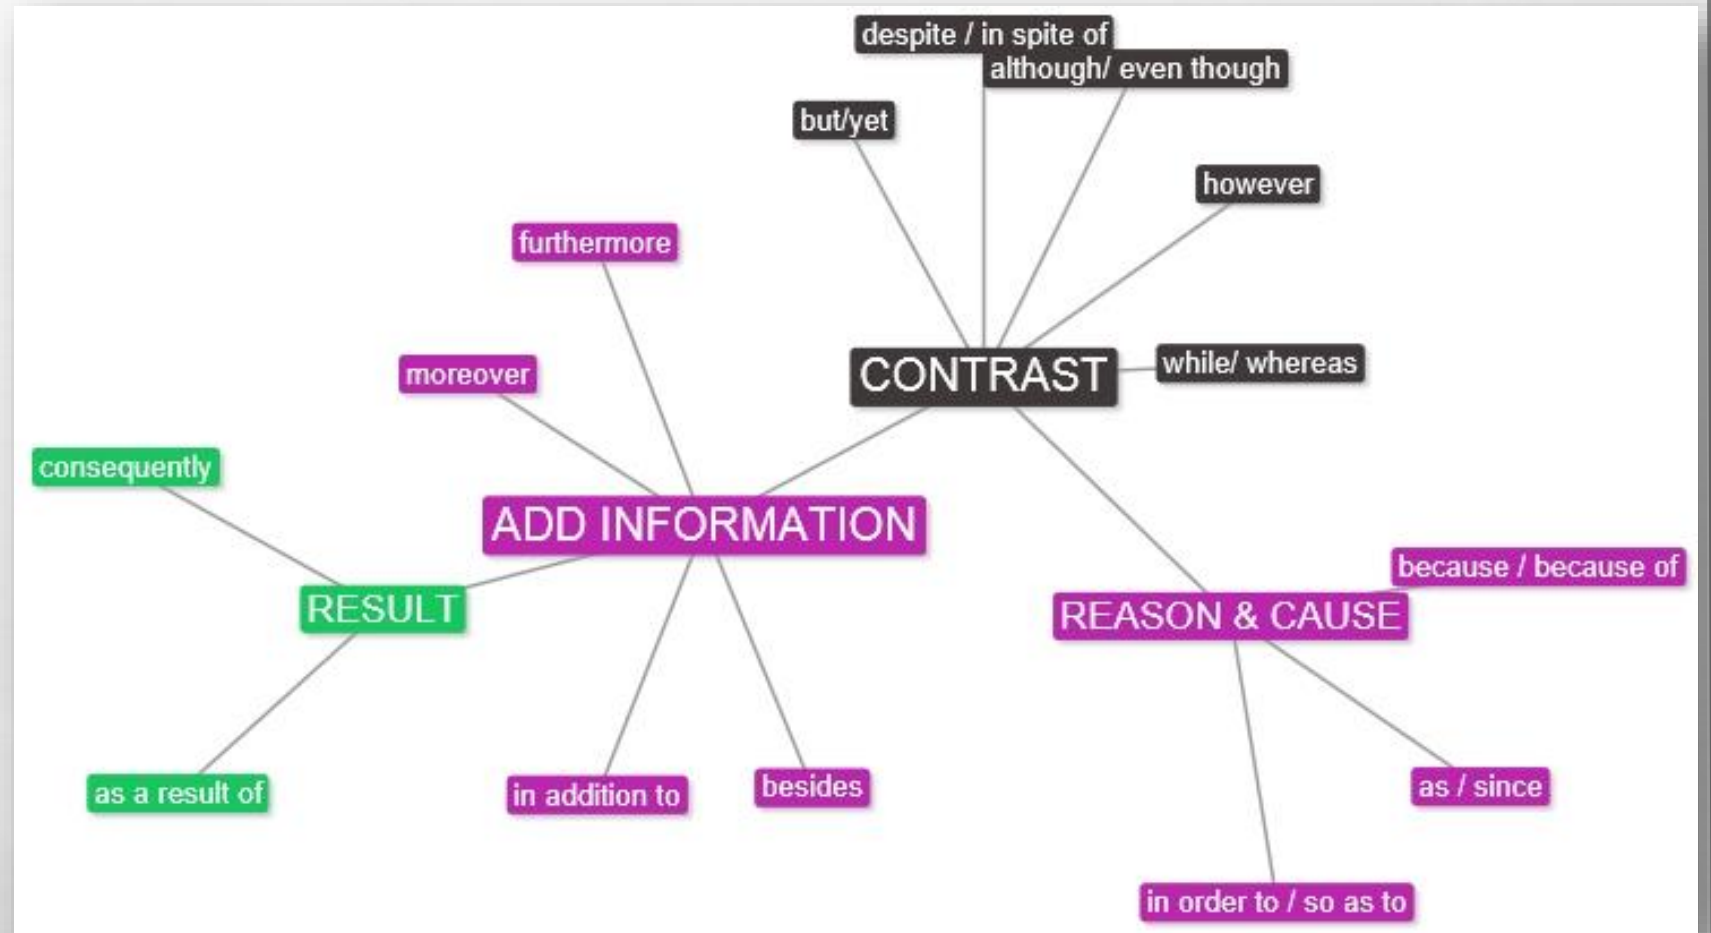 despite / in spite of
although/ even though
but/yet
however
furthermore
moreover
CONTRAST
while/ whereas
consequently
ADD INFORMATION
RESULT
because / because of
REASON & CAUSE
as a result of
in addition to
besides
as / since
in order to / so as to